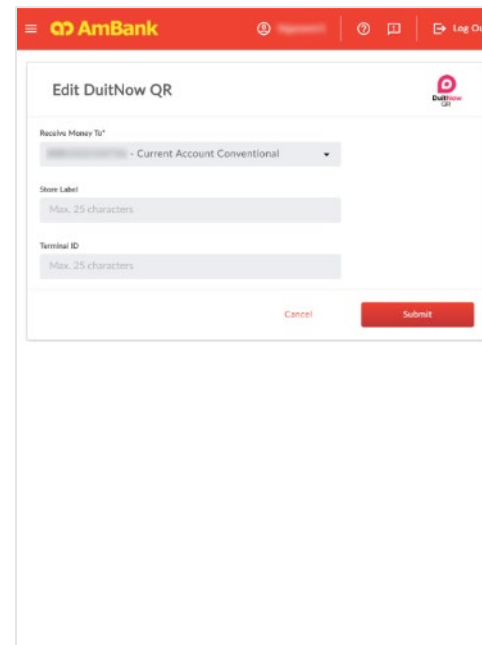 AmBank
Log Ou
Edit DuitNow QR
DuitNow
QR
Receive Money To*
- Current Account Conventional
Store Label
Max. 25 characters
Terminal ID
Max. 25 characters
Cancel
Submit